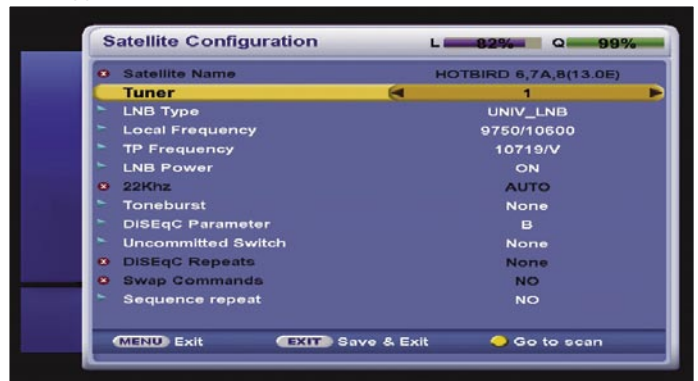 Satellite Configuration L 82% Q 99%
Satellite Name HOTBIRD 6,7A,8(13.0E)
Tuner 1
LNB Type UNIV_LNB
Local Frequency 9750/10600
TP Frequency 10719/V
LNB Power ON
22Khz AUTO
Toneburst None
DiSEqC Parameter B
Uncommitted Switch None
DiSEqC Repeats None
Swap Commands NO
Sequence repeat NO
MENU Exit EXIT Save & Exit Go to scan